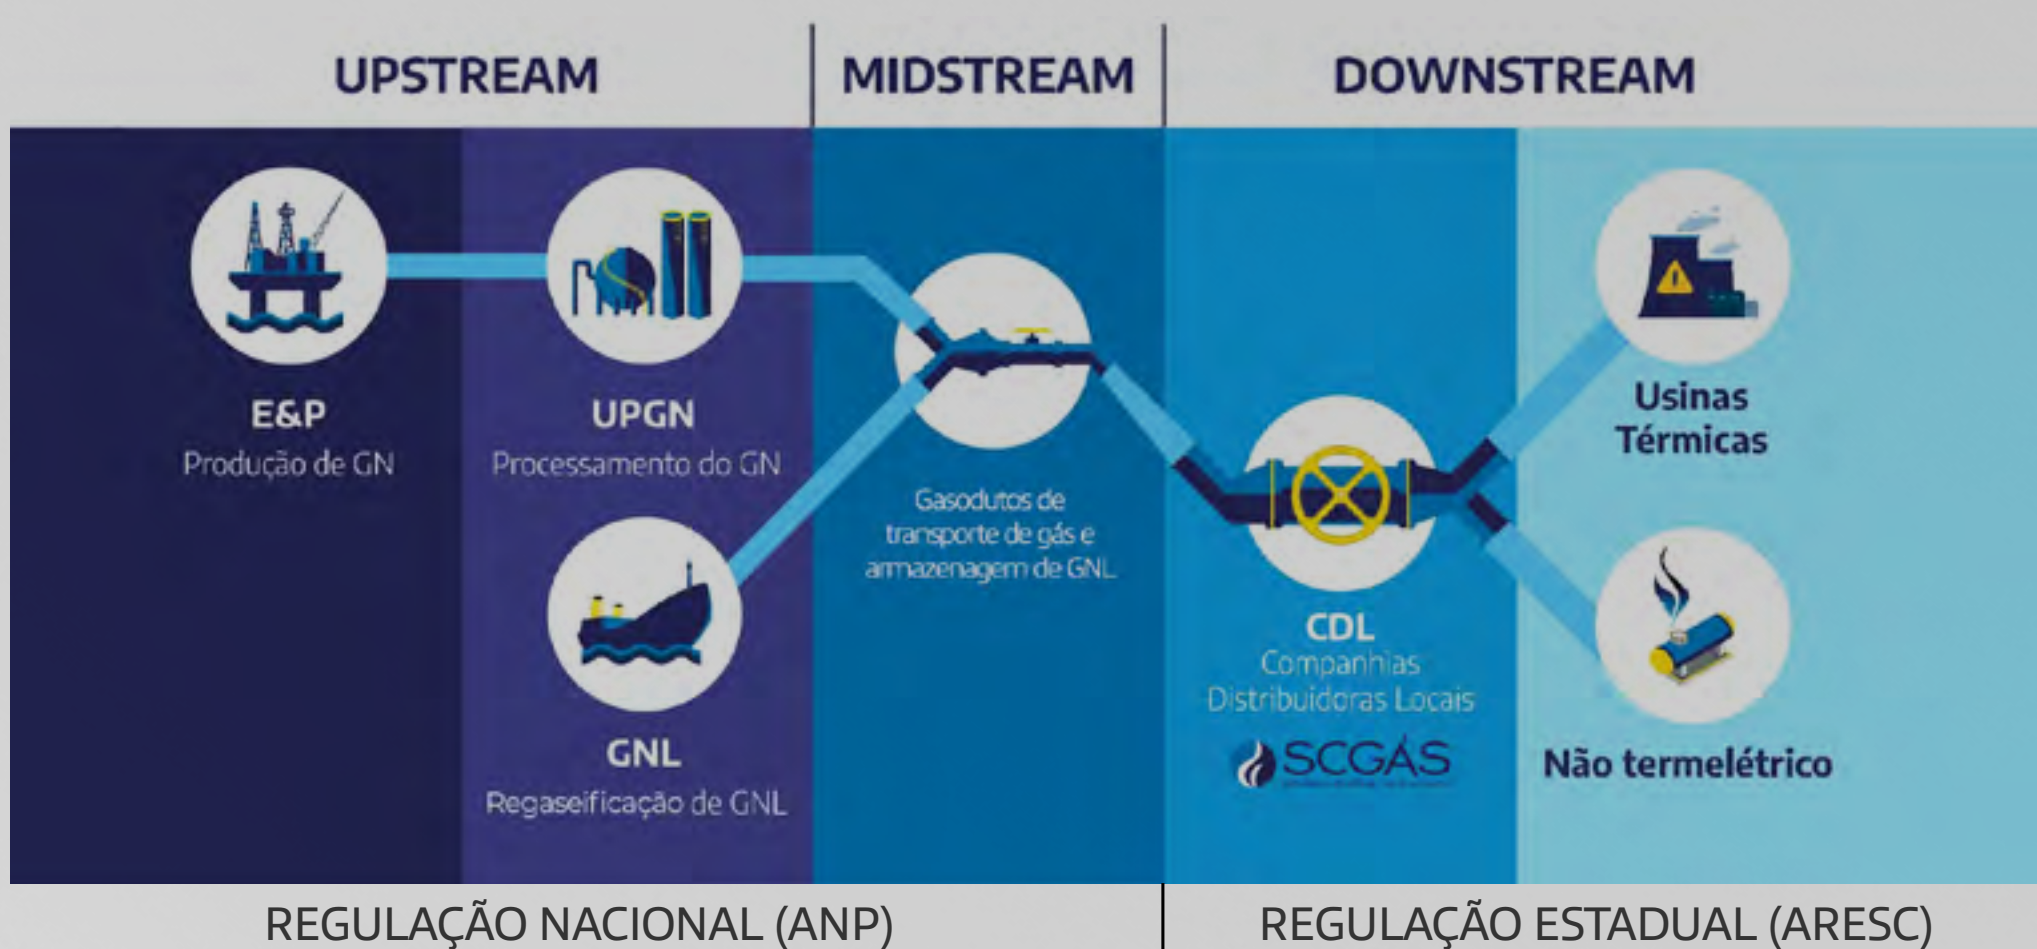 UPSTREAM
MIDSTREAM
DOWNSTREAM
E&P
Produção de GN
UPGN
Processamento do GN
GNL
Regaseificação de GNL
Gasodutos de
transporte de gás e
armazenagem de GNL
CDL
Companhias
Distribuidoras Locais
SCGÁS
Usinas
Térmicas
Não termelétrico
REGULAÇÃO NACIONAL (ANP)
REGULAÇÃO ESTADUAL (ARESC)